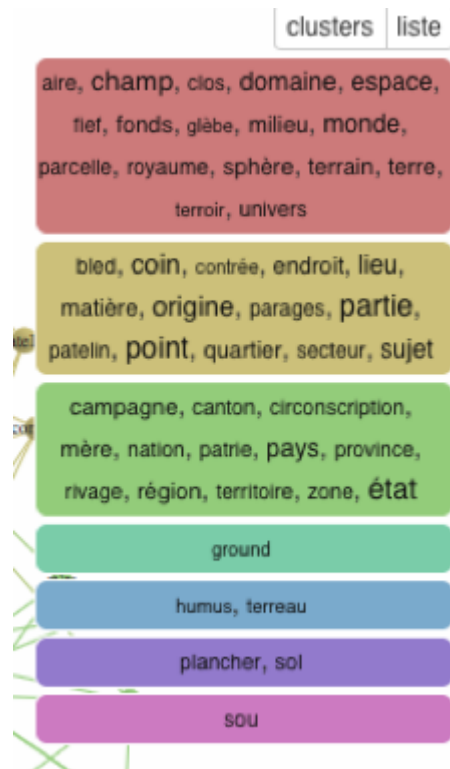 clusters liste
aire, champ, clos, domaine, espace,
fief, fonds, glèbe, milieu, monde,
parcelle, royaume, sphère, terrain, terre,
terroir, univers
bled, coin, contrée, endroit, lieu,
matière, origine, parages, partie,
patelin, point, quartier, secteur, sujet
campagne, canton, circonscription,
mère, nation, patrie, pays, province,
rivage, région, territoire, zone, état
ground
humus, terreau
plancher, sol
sou